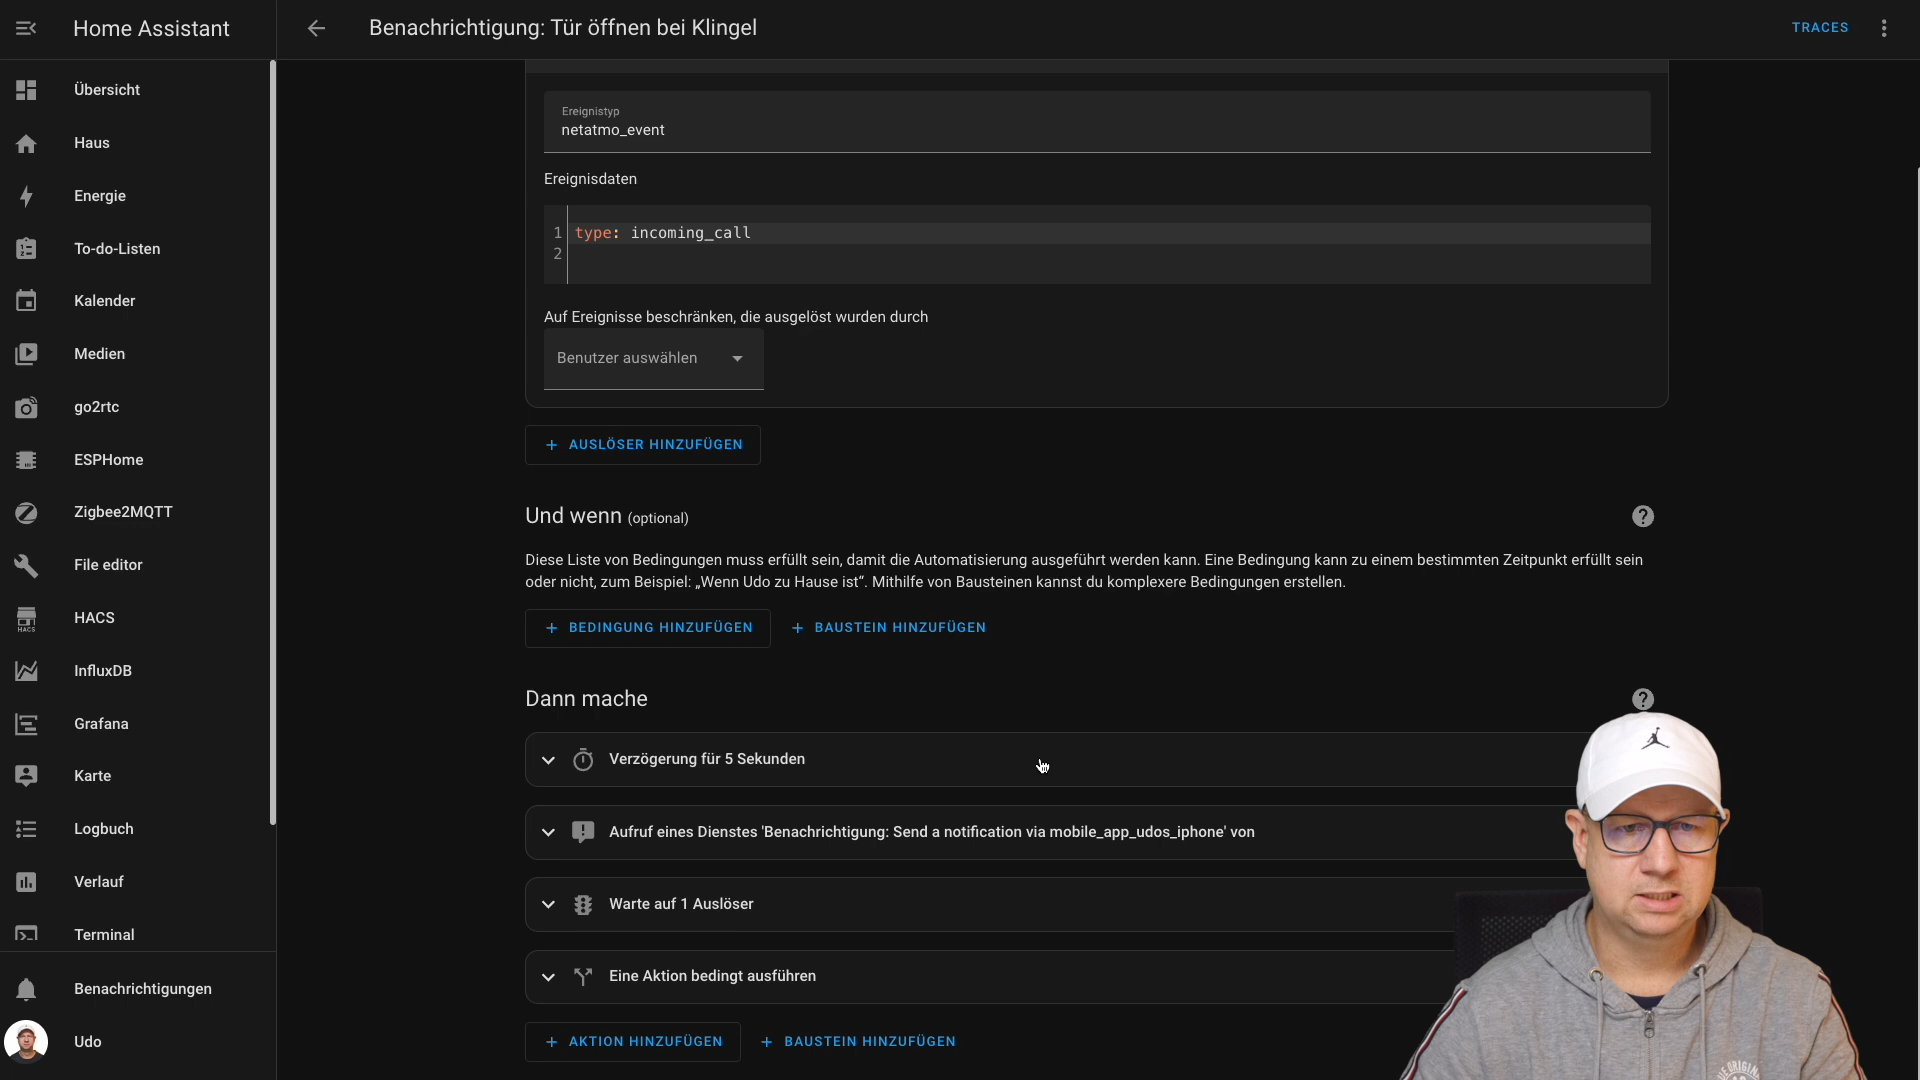 Home Assistant
Benachrichtigung: Tür öffnen bei Klingel
TRACES
Übersicht
Haus
Energie
To-do-Listen
Kalender
Medien
go2rtc
ESPHome
Zigbee2MQTT
File editor
HACS
HACS
InfluxDB
Grafana
Karte
Logbuch
Verlauf
Terminal
Benachrichtigungen
Udo
Ereignistyp
netatmo_event
Ereignisdaten
1 type: incoming_call
2
Auf Ereignisse beschränken, die ausgelöst wurden durch
Benutzer auswählen
+ AUSLÖSER HINZUFÜGEN
Und wenn (optional)
Diese Liste von Bedingungen muss erfüllt sein, damit die Automatisierung ausgeführt werden kann. Eine Bedingung kann zu einem bestimmten Zeitpunkt erfüllt sein
oder nicht, zum Beispiel: „Wenn Udo zu Hause ist“. Mithilfe von Bausteinen kannst du komplexere Bedingungen erstellen.
+ BEDINGUNG HINZUFÜGEN + BAUSTEIN HINZUFÜGEN
Dann mache
Verzögerung für 5 Sekunden
Aufruf eines Dienstes 'Benachrichtigung: Send a notification via mobile_app_udos_iphone' von
Warte auf 1 Auslöser
Eine Aktion bedingt ausführen
+ AKTION HINZUFÜGEN + BAUSTEIN HINZUFÜGEN